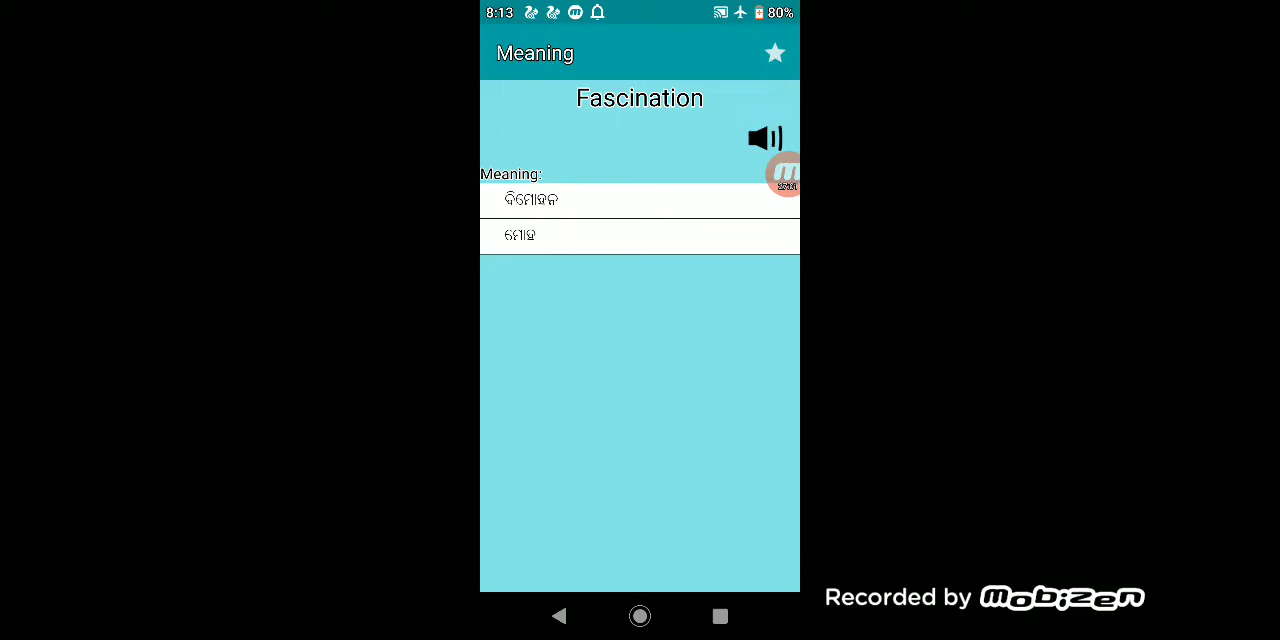 8:13
80%
Meaning
Fascination
Meaning:
ବିମୋହନ
ମୋହ
Recorded by mobizen